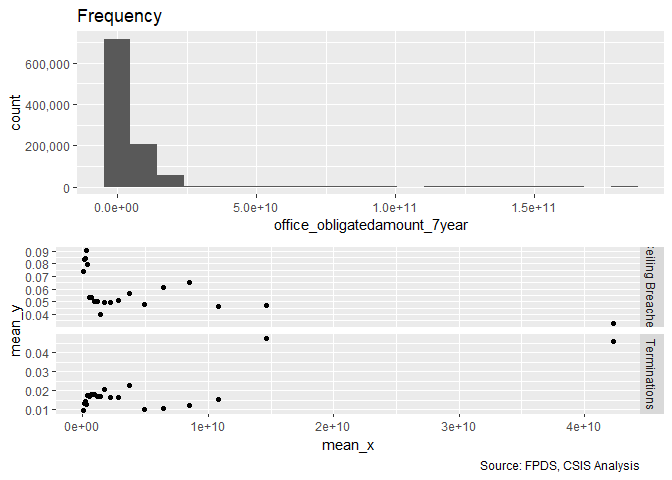 Frequency
600,000
400,000
200,000
0
count
0.0e+00
5.0e+10
1.0e+11
1.5e+11
office_obligatedamount_7year
0.09
0.08
0.07
0.06
0.05
0.04
Terminations
0.04
0.03
0.02
0.01
mean_y
0e+00
1e+10
2e+10
3e+10
4e+10
mean_x
Source: FPDS, CSIS Analysis